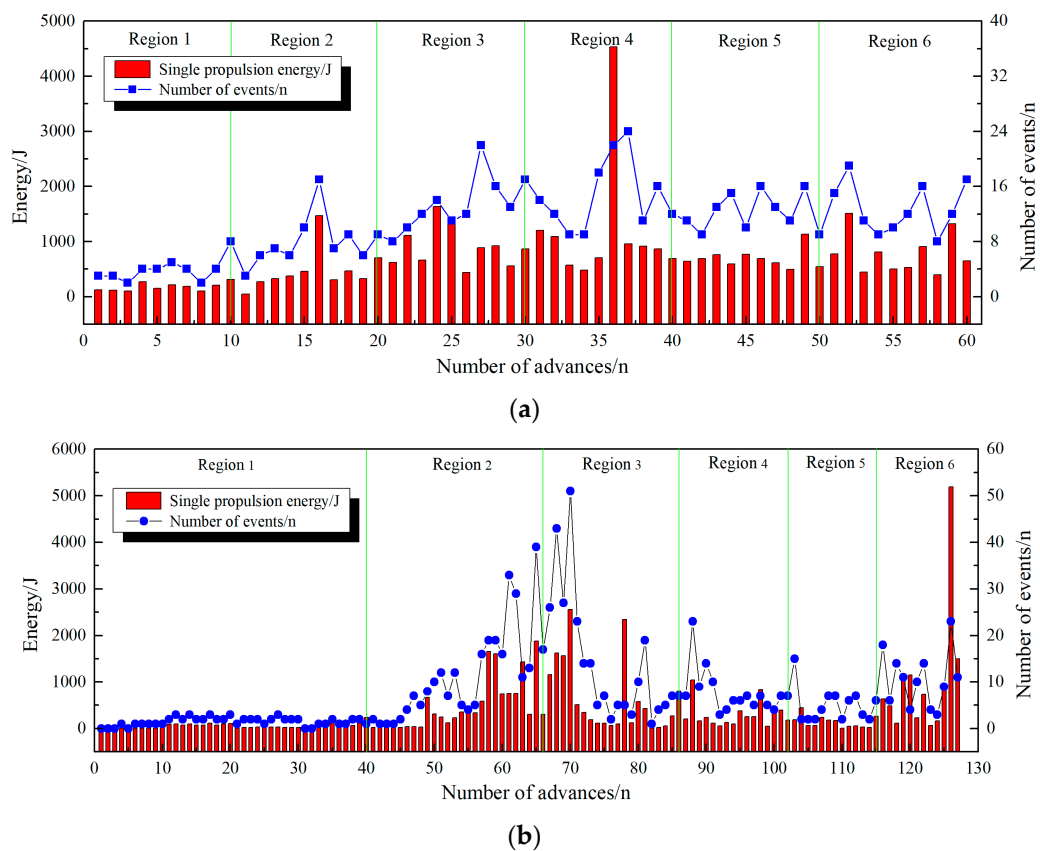 (a)
5000
4000
3000
2000
1000
0
Energy/J
Region 1
Region 2
Region 3
Region 4
Region 5
Region 6
Single propulsion energy/J
Number of events/n
40
36
32
28
24
20
16
12
8
4
0
Number of events/n
0
5
10
15
20
25
30
35
40
45
50
55
60
Number of advances/n
(a)
6000
5000
4000
3000
2000
1000
0
Energy/J
Region 1
Region 2
Region 3
Region 4
Region 5
Region 6
Single propulsion energy/J
Number of events/n
60
50
40
30
20
10
0
Number of events/n
0
10
20
30
40
50
60
70
80
90
100
110
120
130
Number of advances/n
(b)